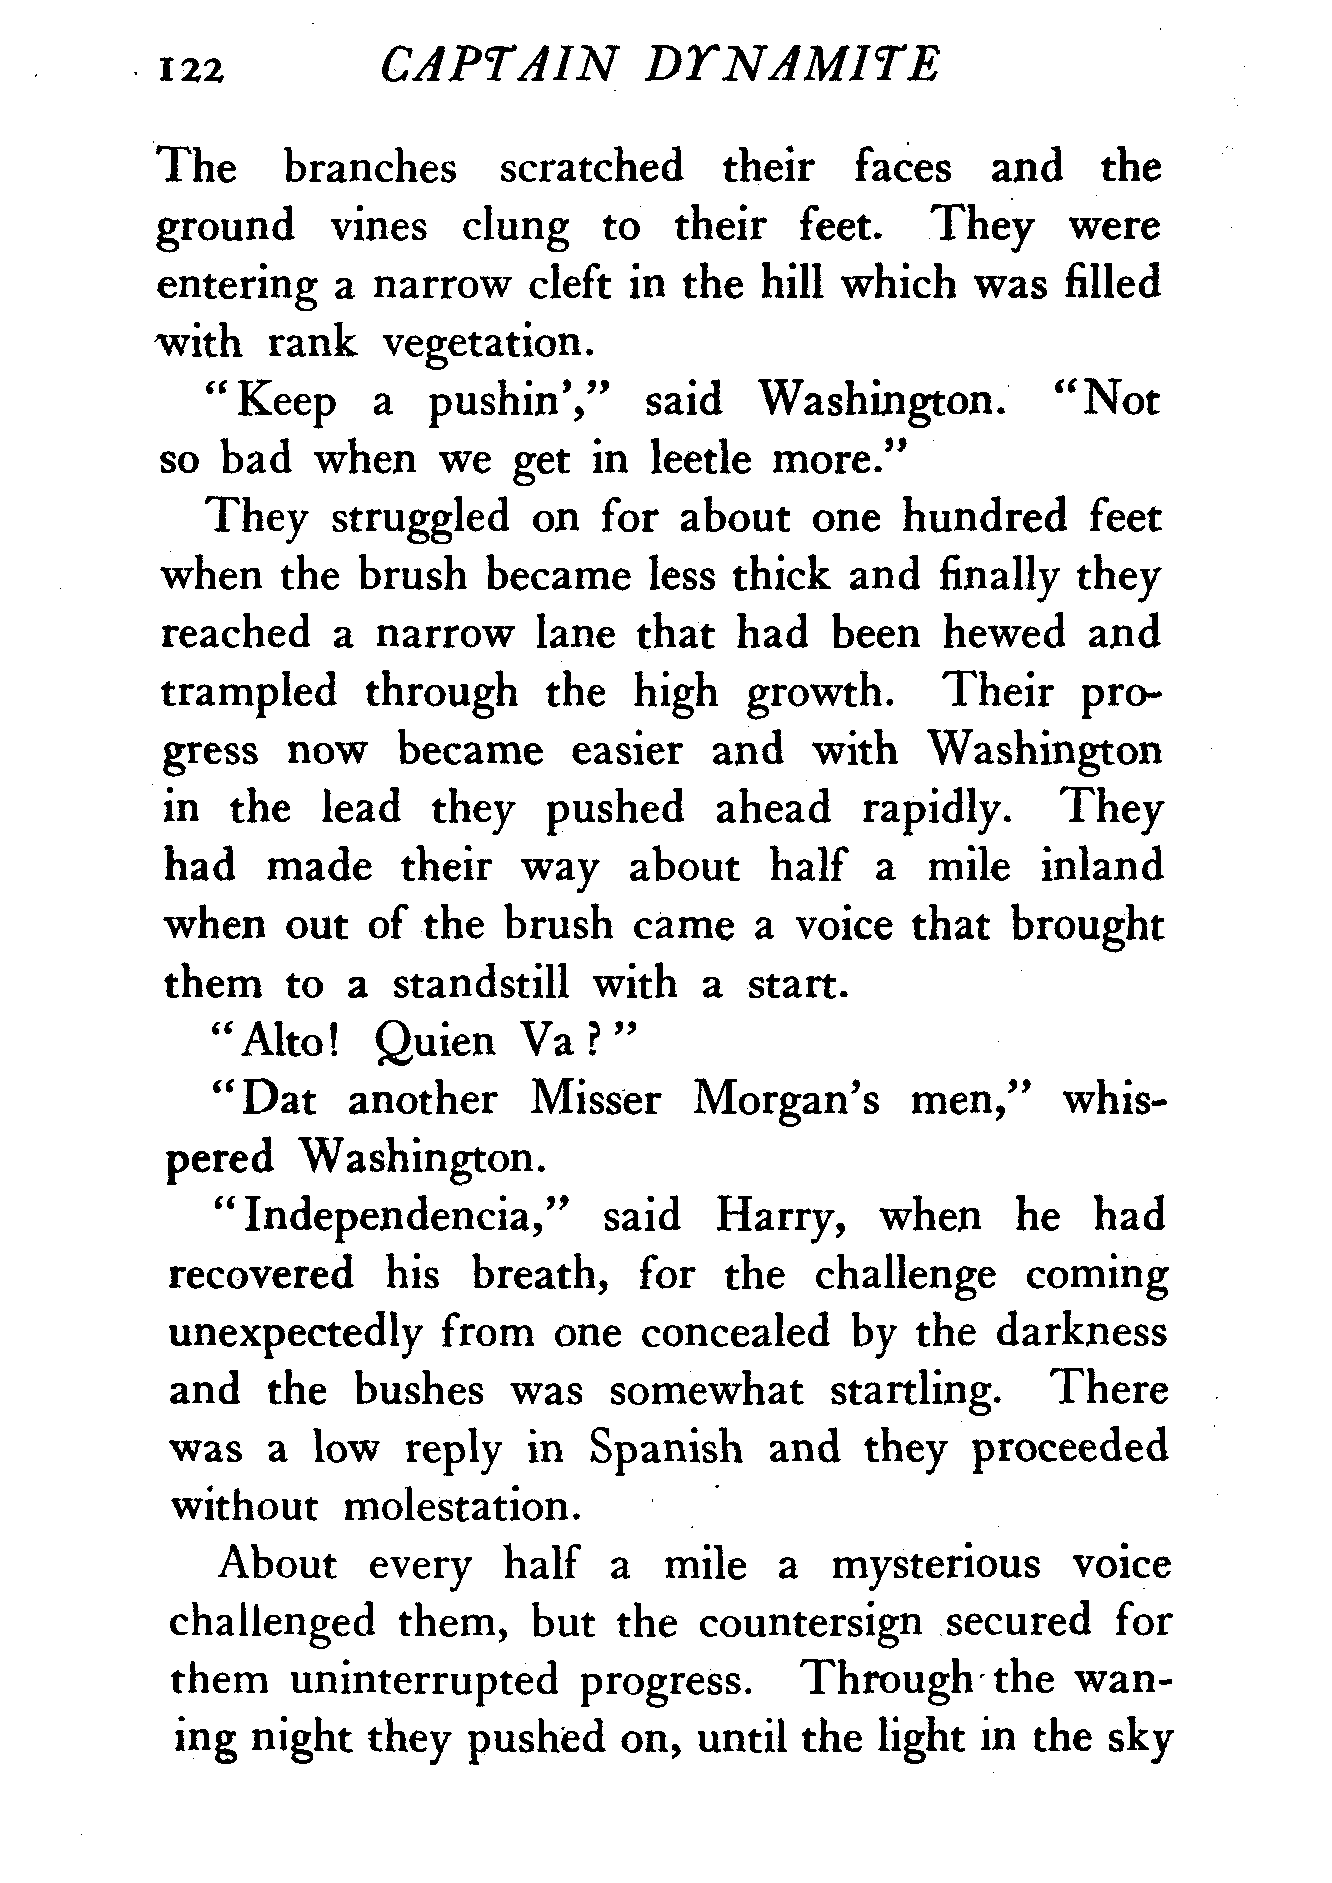 122 CAPTAIN DYNAMITE
The branches scratched their faces and the
ground vines clung to their feet. They were
entering a narrow cleft in the hill which was filled
with rank vegetation.
"Keep a pushin'," said Washington. "Not
so bad when we get in leetle more."
They struggled on for about one hundred feet
when the brush became less thick and finally they
reached a narrow lane that had been hewed and
trampled through the high growth. Their pro-
gress now became easier and with Washington
in the lead they pushed ahead rapidly. They
had made their way about half a mile inland
when out of the brush came a voice that brought
them to a standstill with a start.
"Alto! Quien Va?"
"Dat another Misser Morgan's men," whis-
pered Washington.
"Independencia," said Harry, when he had
recovered his breath, for the challenge coming
unexpectedly from one concealed by the darkness
and the bushes was somewhat startling. There
was a low reply in Spanish and they proceeded
without molestation.
About every half a mile a mysterious voice
challenged them, but the countersign secured for
them uninterrupted progress. Through the wan-
ing night they pushed on, until the light in the sky